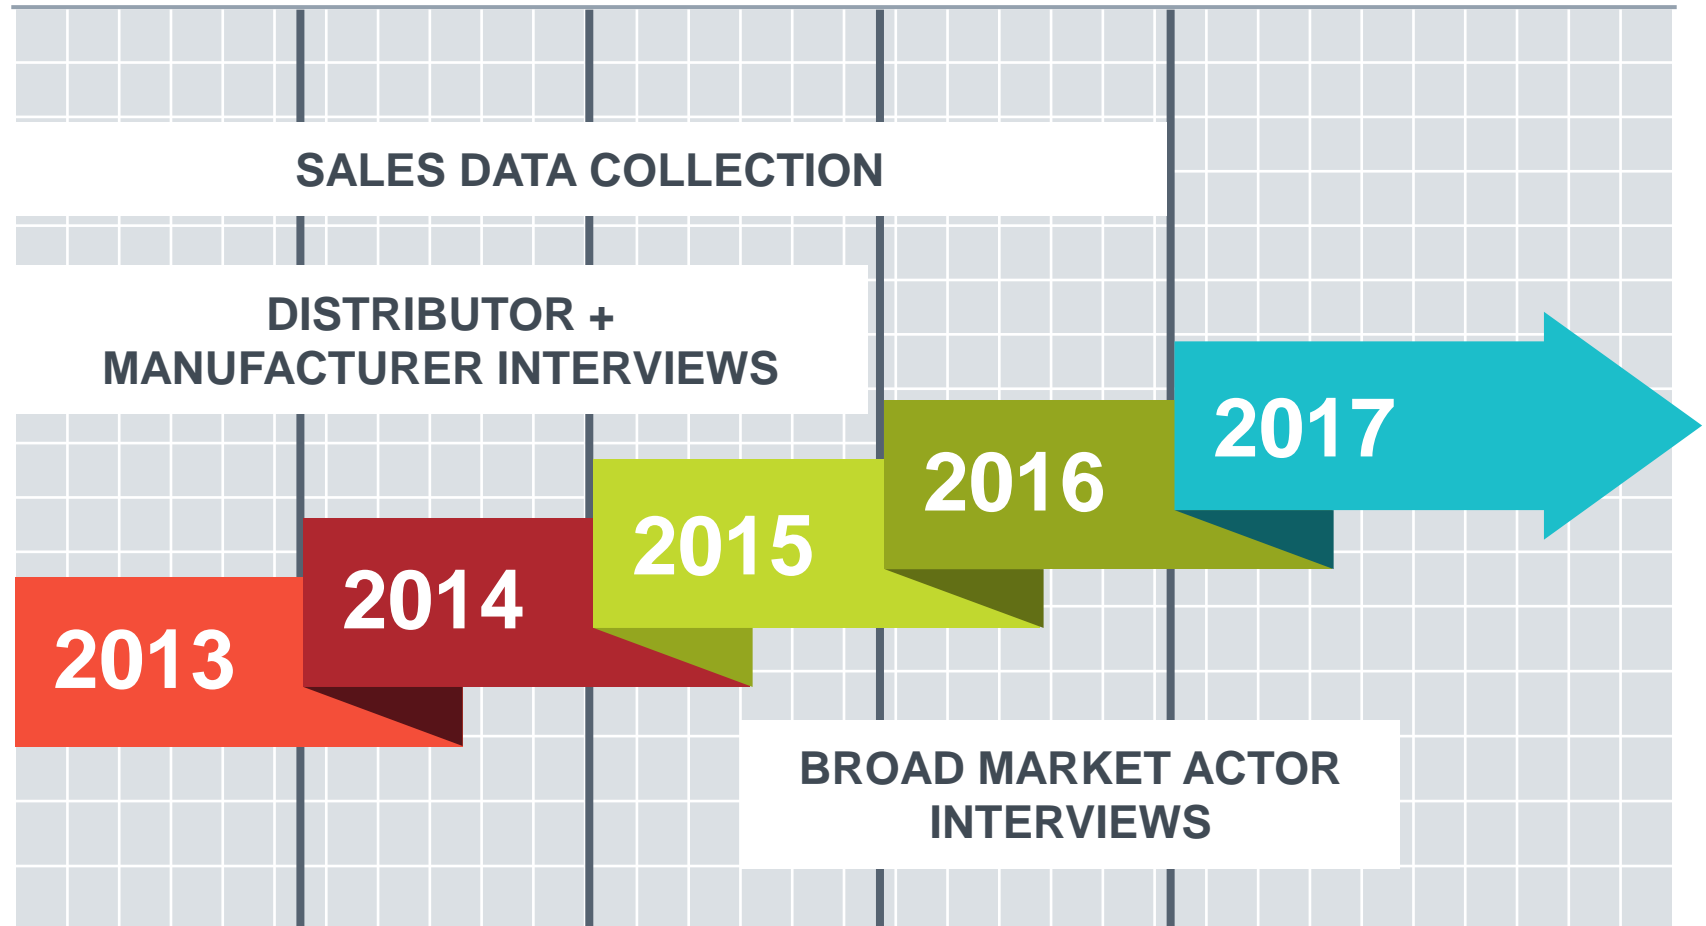 SALES DATA COLLECTION
DISTRIBUTOR +
MANUFACTURER INTERVIEWS
2017
2016
2015
2014
2013
BROAD MARKET ACTOR
INTERVIEWS